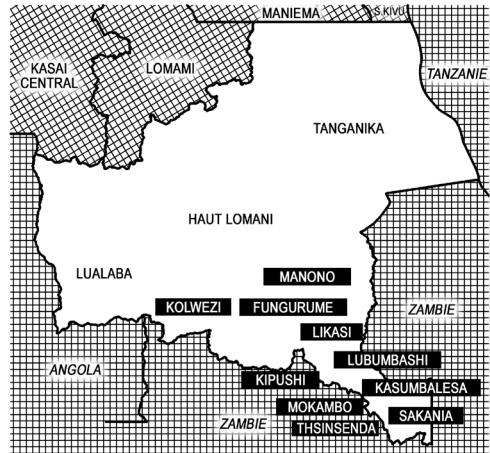 MANIEMA
S.KIVU
KASAI
CENTRAL
LOMAMI
TANZANIE
TANGANIKA
HAUT LOMANI
LUALABA
MANONO
KOLWEZI
FUNGURUME
ZAMBIE
LIKASI
LUBUMBASHI
ANGOLA
KIPUSHI
KASUMBALESA
MOKAMBO
SAKANIA
ZAMBIE
THSINSENDA